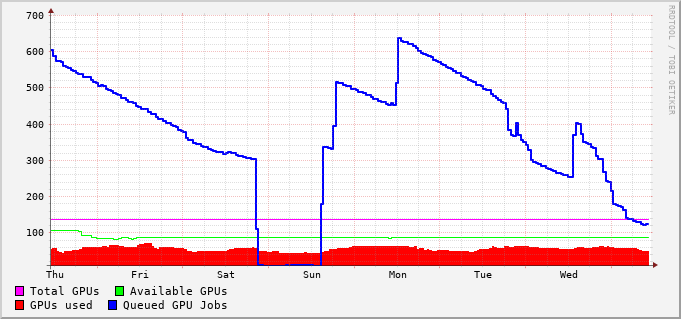 700
600
500
400
300
200
100
Thu Fri Sat Sun Mon Tue Wed
Total GPUs Available GPUs
GPUs used Queued GPU Jobs
RRDTOOL / TOBI OETIKER